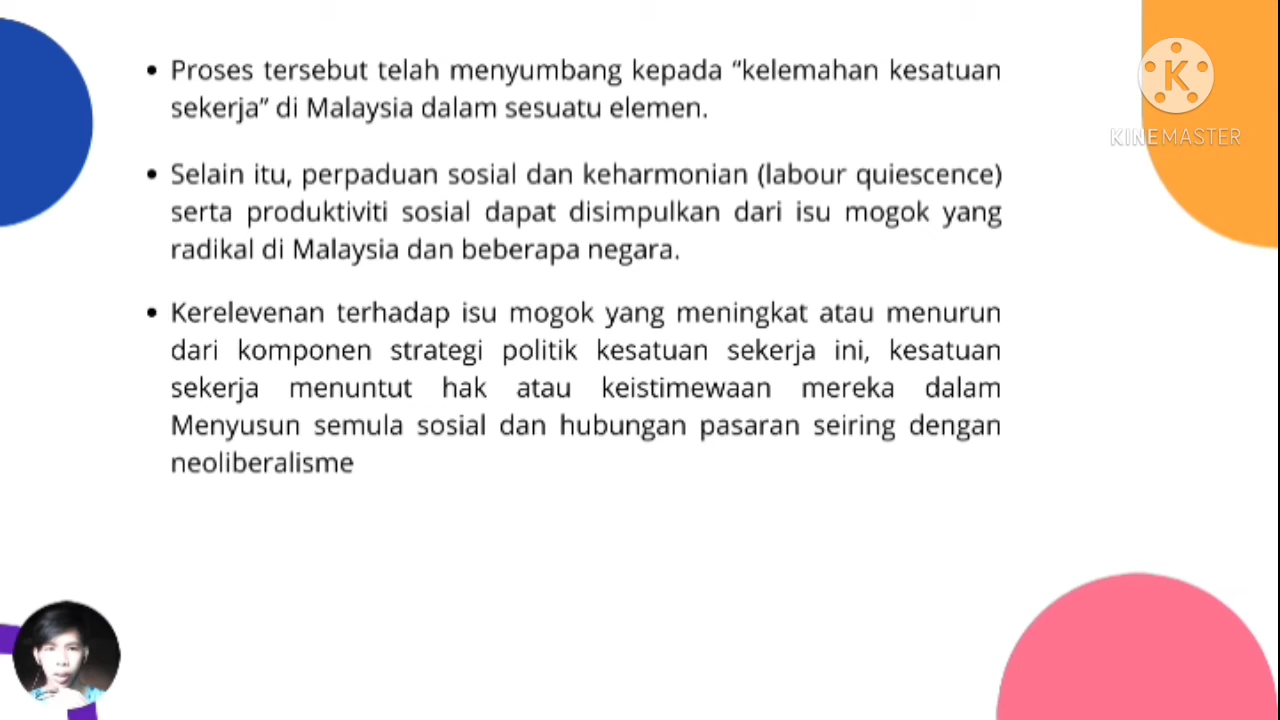 Proses tersebut telah menyumbang kepada “kelemahan kesatuan
sekerja” di Malaysia dalam sesuatu elemen.
Selain itu, perpaduan sosial dan keharmonian (labour quiescence)
serta produktiviti sosial dapat disimpulkan dari isu mogok yang
radikal di Malaysia dan beberapa negara.
Kerelevenan terhadap isu mogok yang meningkat atau menurun
dari komponen strategi politik kesatuan sekerja ini, kesatuan
sekerja menuntut hak atau keistimewaan mereka dalam
Menyusun semula sosial dan hubungan pasaran seiring dengan
neoliberalisme
K
KINEMASTER